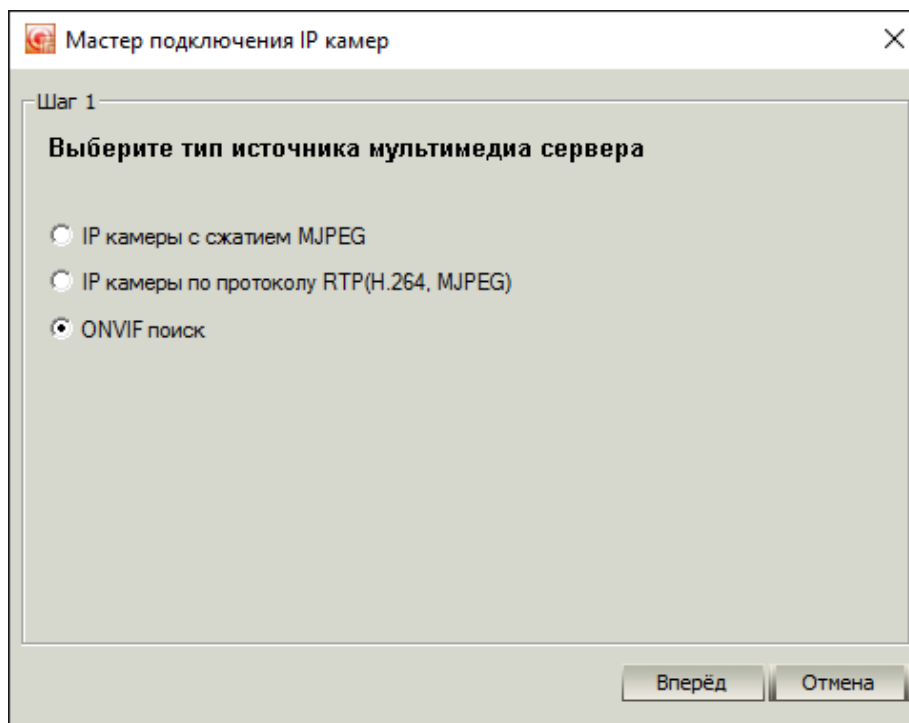 Мастер подключения IP камер
Шаг 1
Выберите тип источника мультимедиа сервера
IP камеры с сжатием MJPEG
IP камеры по протоколу RTP(H.264, MJPEG)
ONVIF поиск
Вперёд
Отмена